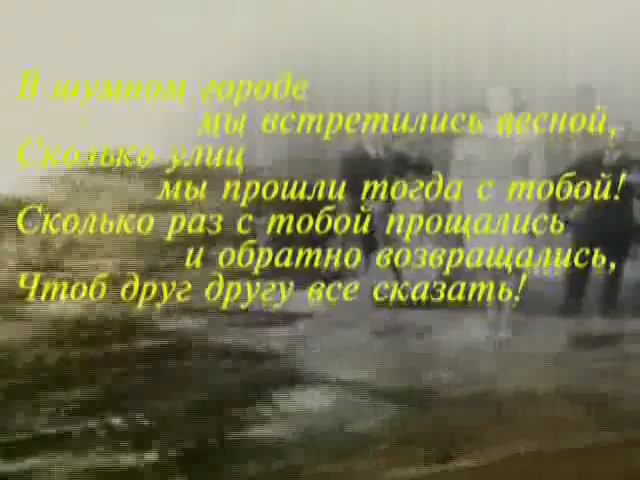 В шумном городе
мы встретились весной,
Сколько улиц
мы прошли тогда с тобой!
Сколько раз с тобой прощались
и обратно возвращались,
Чтоб друг другу все сказать!